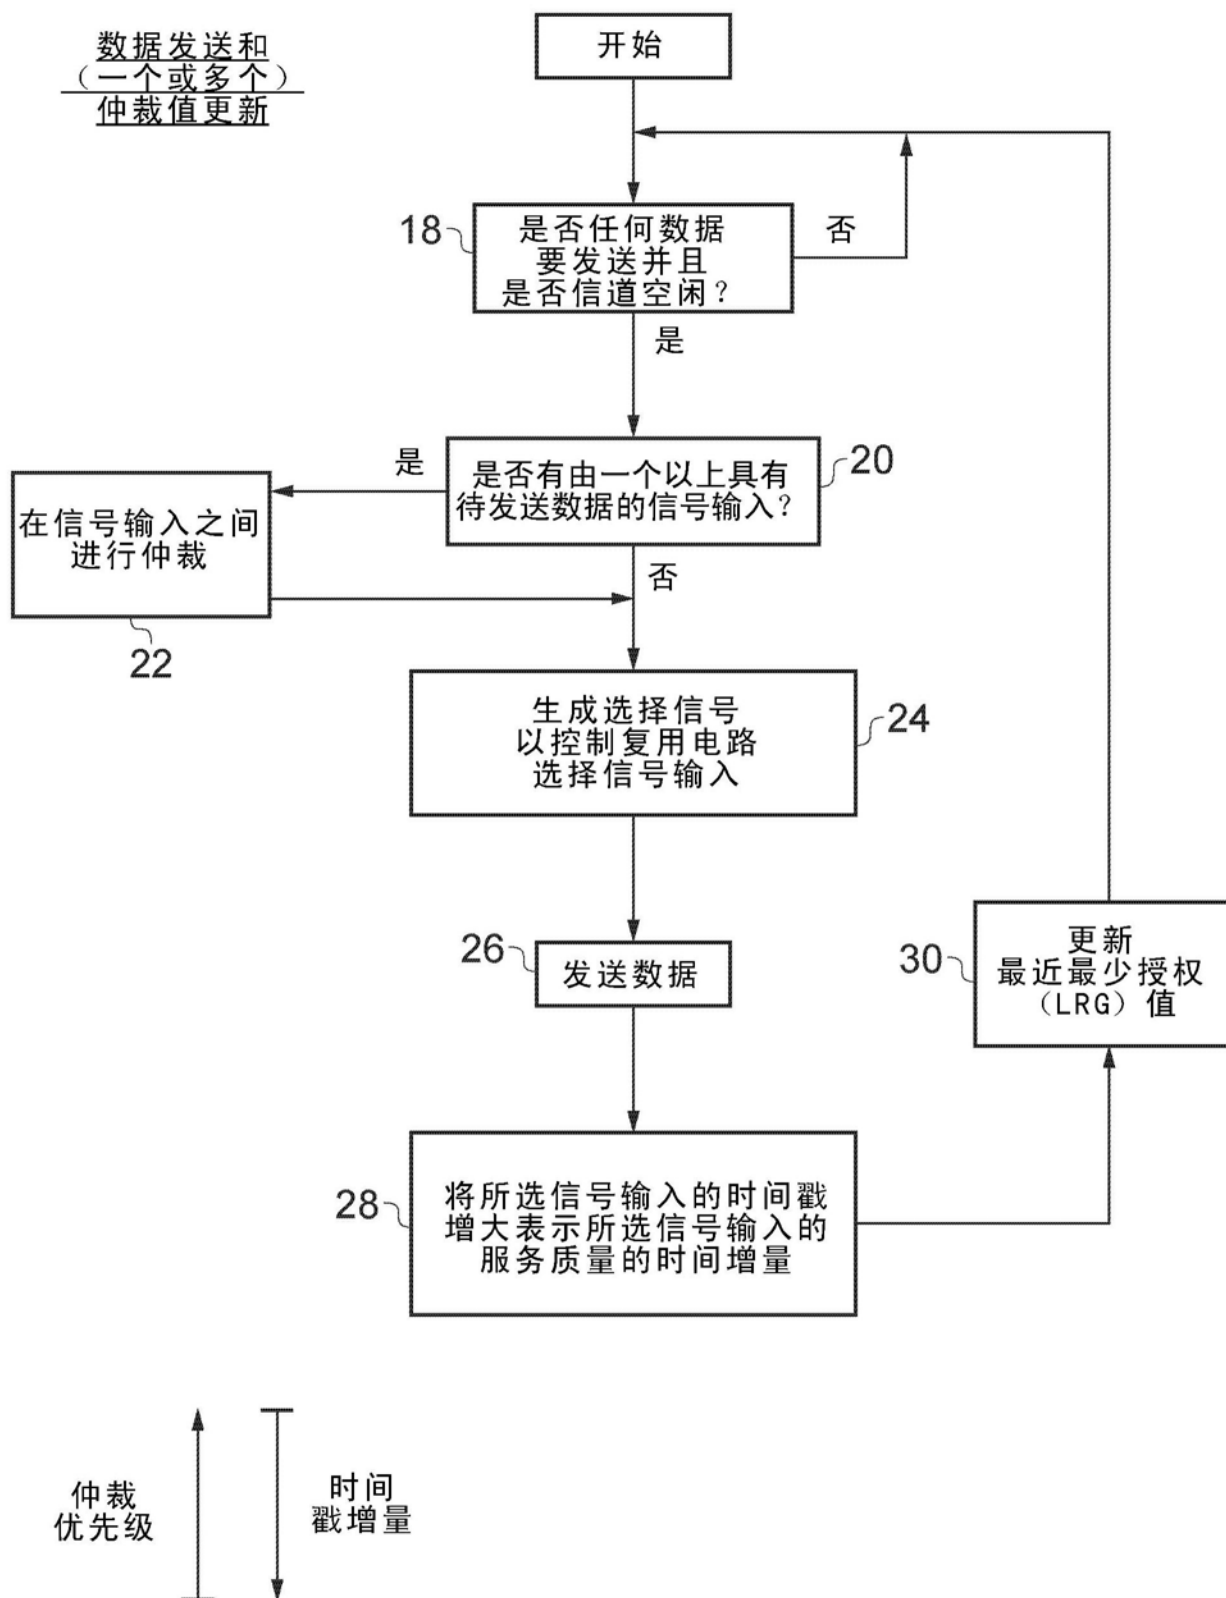 数据发送和
（一个或多个）
仲裁值更新
开始
18
是否任何数据
要发送并且
是否信道空闲？
否
是
20
是否有由一个以上具有
待发送数据的信号输入？
是
否
在信号输入之间
进行仲裁
22
生成选择信号
以控制复用电路
选择信号输入
24
26
发送数据
30
更新
最近最少授权
（LRG）值
28
将所选信号输入的时间戳
增大表示所选信号输入的
服务质量的时间增量
仲裁
优先级
时间
戳增量